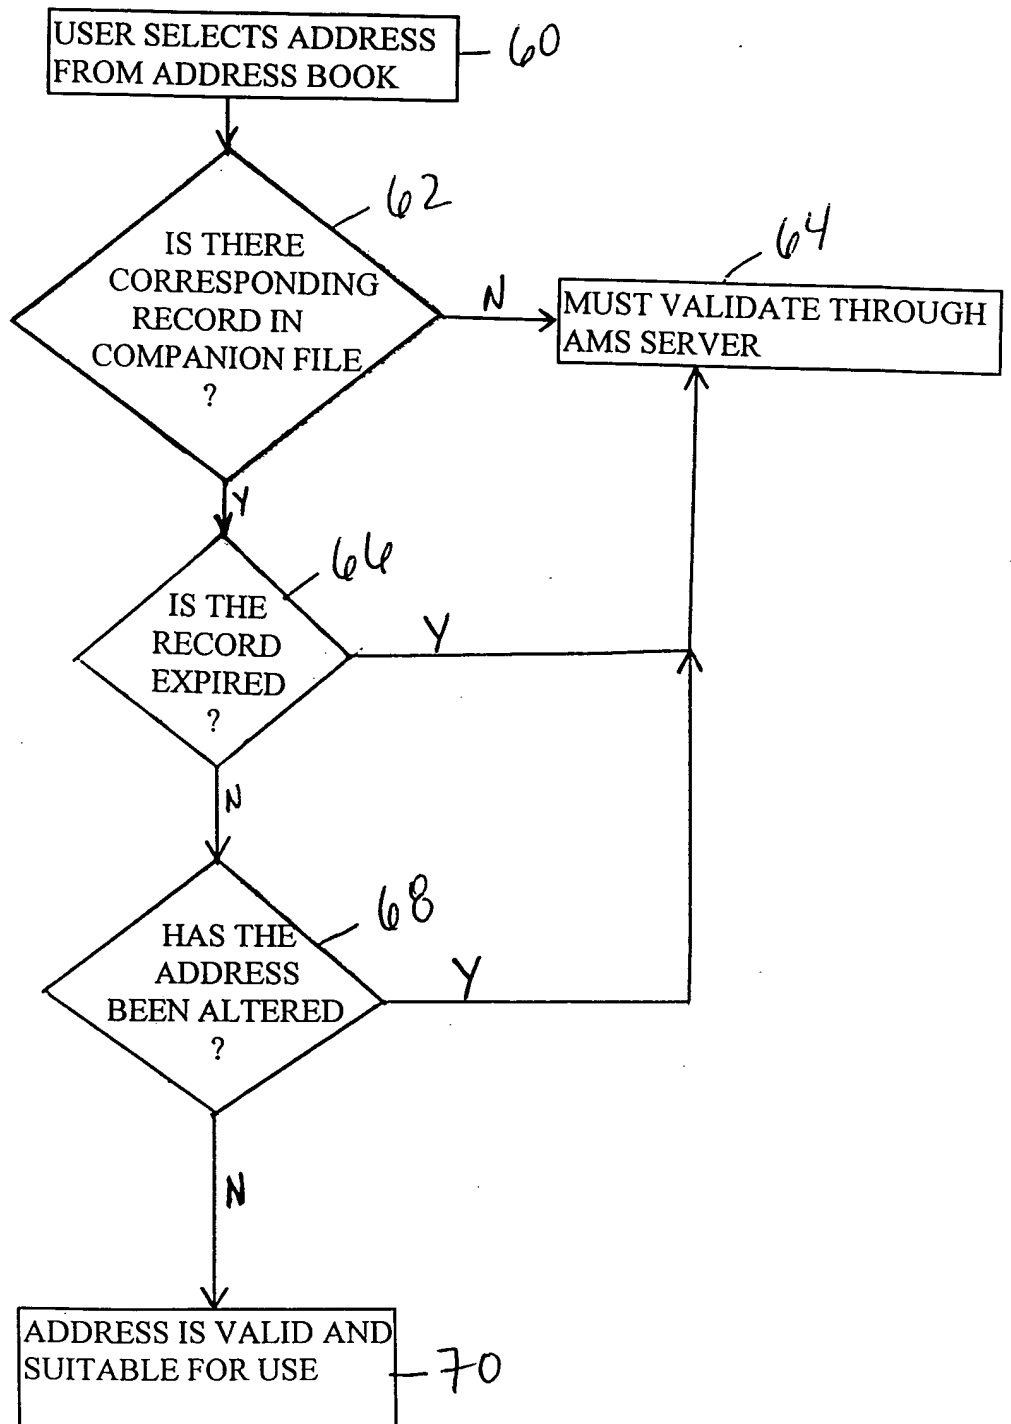 USER SELECTS ADDRESS
FROM ADDRESS BOOK
60
62
IS THERE
CORRESPONDING
RECORD IN
COMPANION FILE
?
N
64
MUST VALIDATE THROUGH
AMS SERVER
Y
66
IS THE
RECORD
EXPIRED
?
Y
N
68
HAS THE
ADDRESS
BEEN ALTERED
?
Y
N
ADDRESS IS VALID AND
SUITABLE FOR USE
70